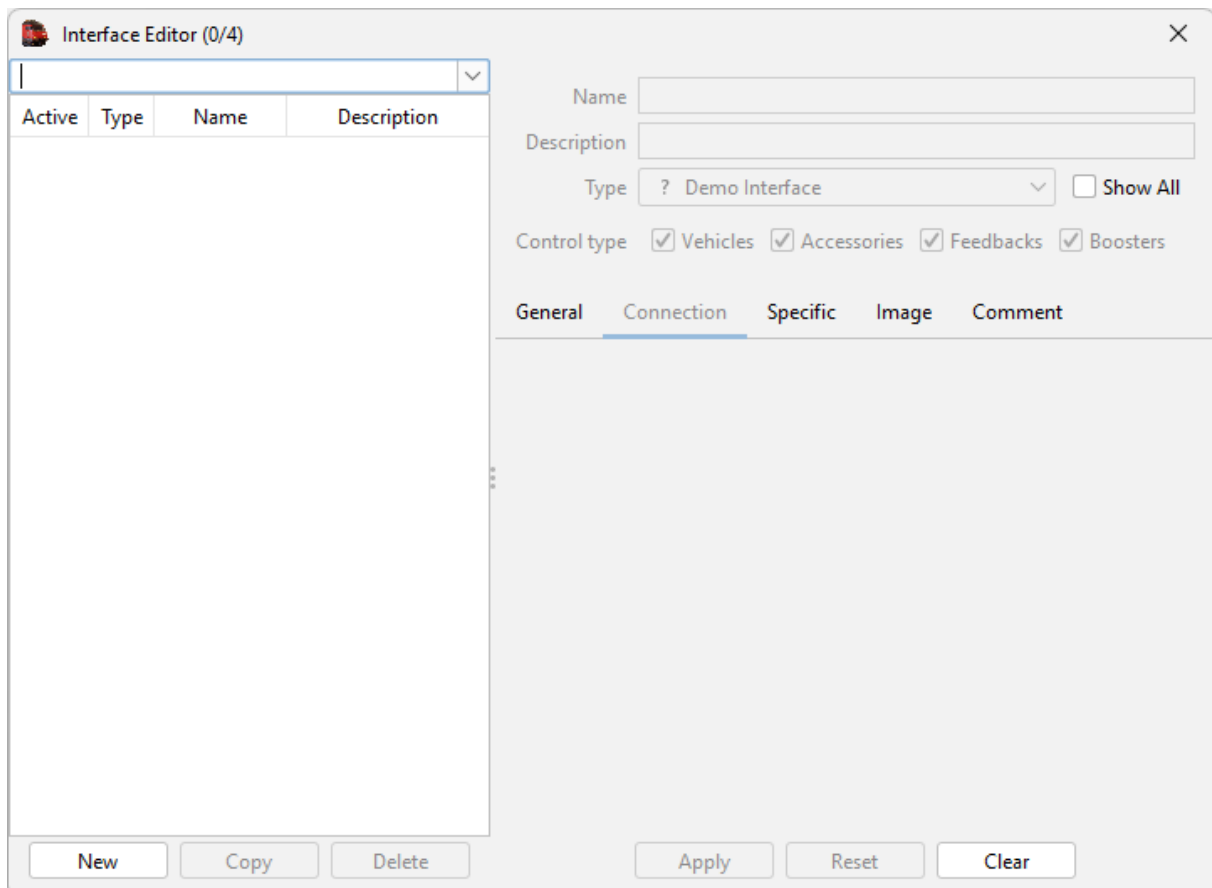 Interface Editor (0/4)
Active Type Name Description
Name
Description
Type ? Demo Interface Show All
Control type Vehicles Accessories Feedbacks Boosters
General Connection Specific Image Comment
New Copy Delete Apply Reset Clear